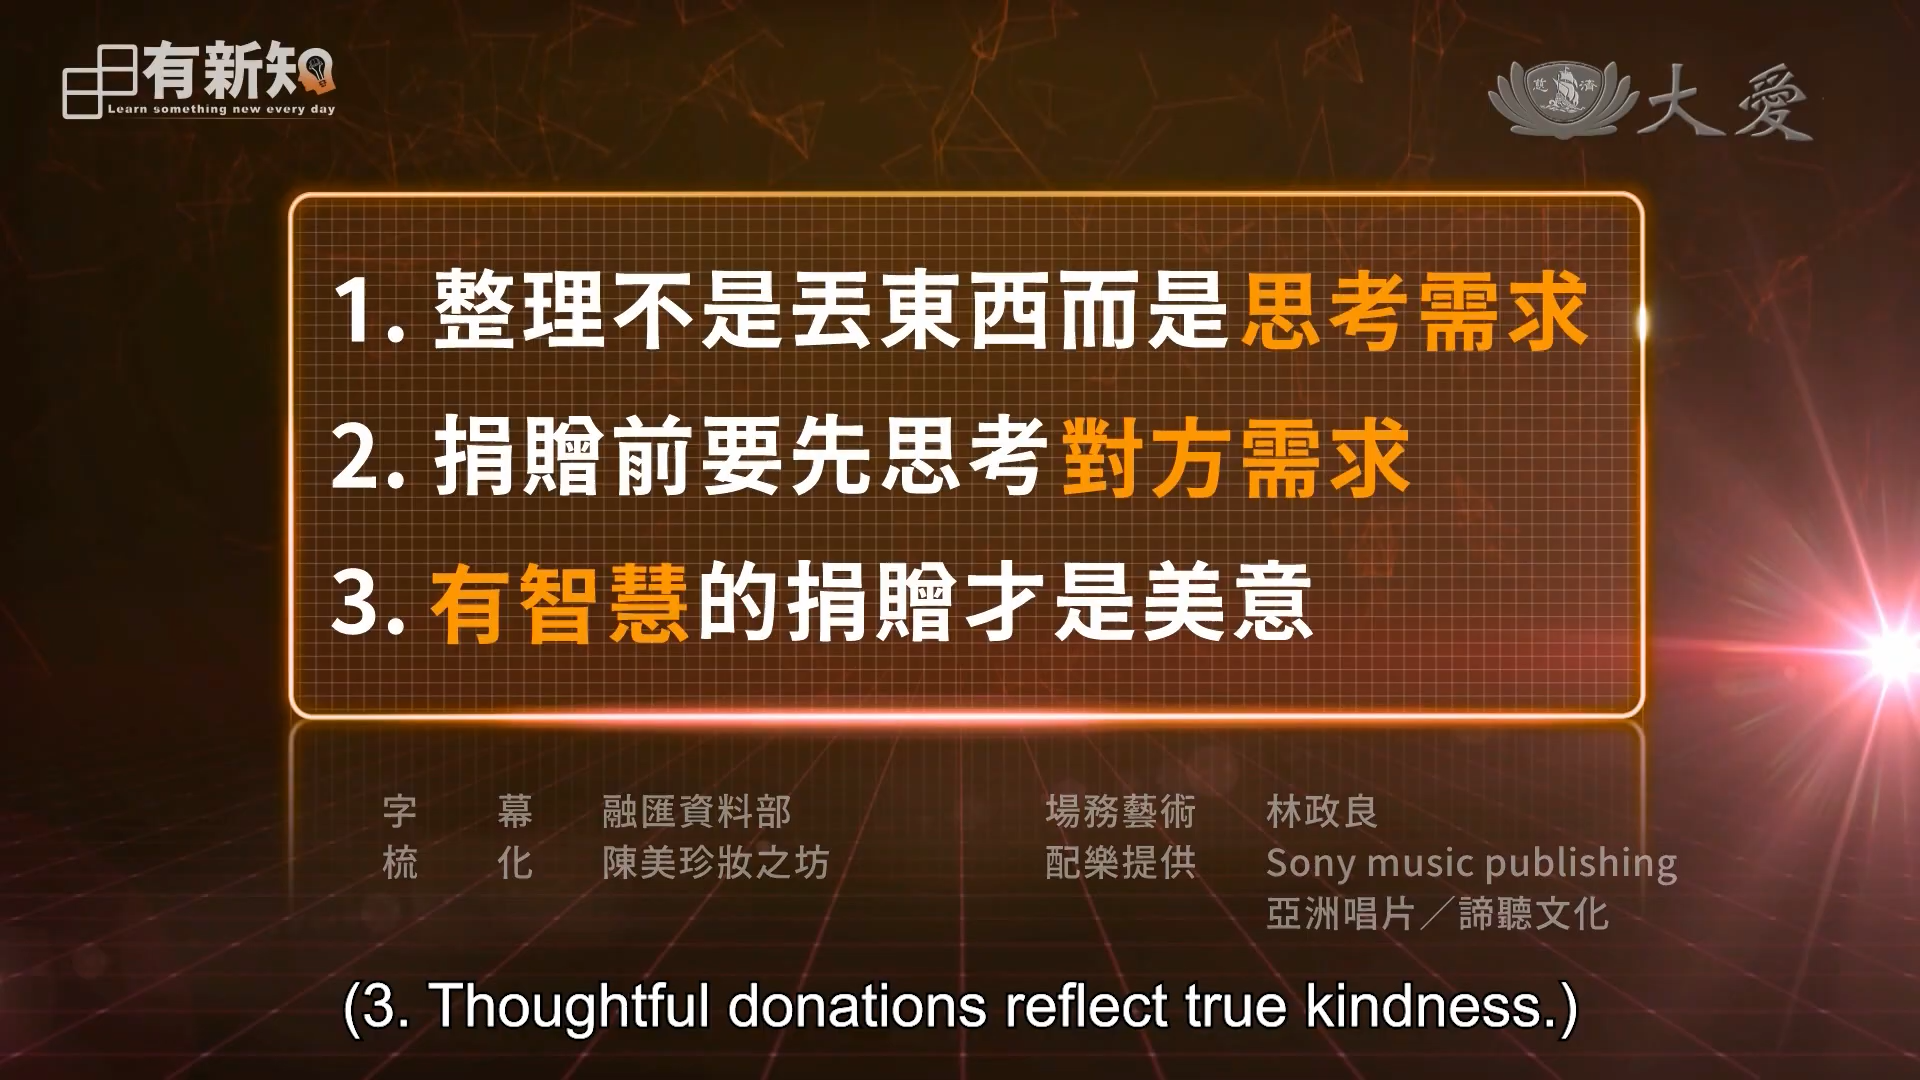 日日有新知
Learn something new every day
慈濟
大愛
1. 整理不是丟東西而是思考需求
2. 捐贈前要先思考對方需求
3. 有智慧的捐贈才是美意
字幕 融匯資料部 場務藝術 林政良
梳化 陳美珍妝之坊 配樂提供 Sony music publishing
亞洲唱片／諦聽文化
(3. Thoughtful donations reflect true kindness.)